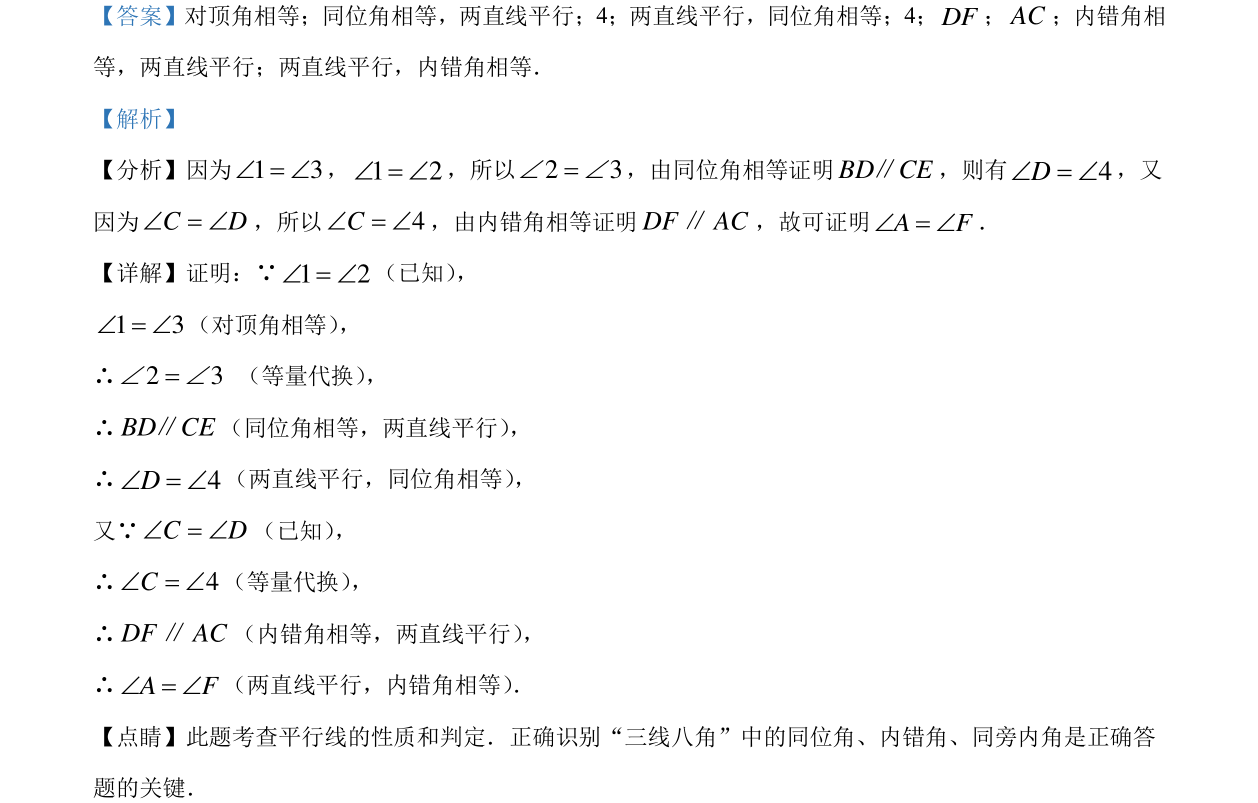 【答案】对顶角相等；同位角相等，两直线平行；4；两直线平行，同位角相等；4；DF；AC；内错角相
等，两直线平行；两直线平行，内错角相等．
【解析】
【分析】因为∠1=∠3，∠1=∠2，所以∠2=∠3，由同位角相等证明BD∥CE，则有∠D=∠4，又
因为∠C=∠D，所以∠C=∠4，由内错角相等证明DF∥AC，故可证明∠A=∠F．
【详解】证明：∵∠1=∠2（已知），
∠1=∠3（对顶角相等），
∴∠2=∠3（等量代换），
∴BD∥CE（同位角相等，两直线平行），
∴∠D=∠4（两直线平行，同位角相等），
又∵∠C=∠D（已知），
∴∠C=∠4（等量代换），
∴DF∥AC（内错角相等，两直线平行），
∴∠A=∠F（两直线平行，内错角相等）．
【点睛】此题考查平行线的性质和判定．正确识别“三线八角”中的同位角、内错角、同旁内角是正确答
题的关键．